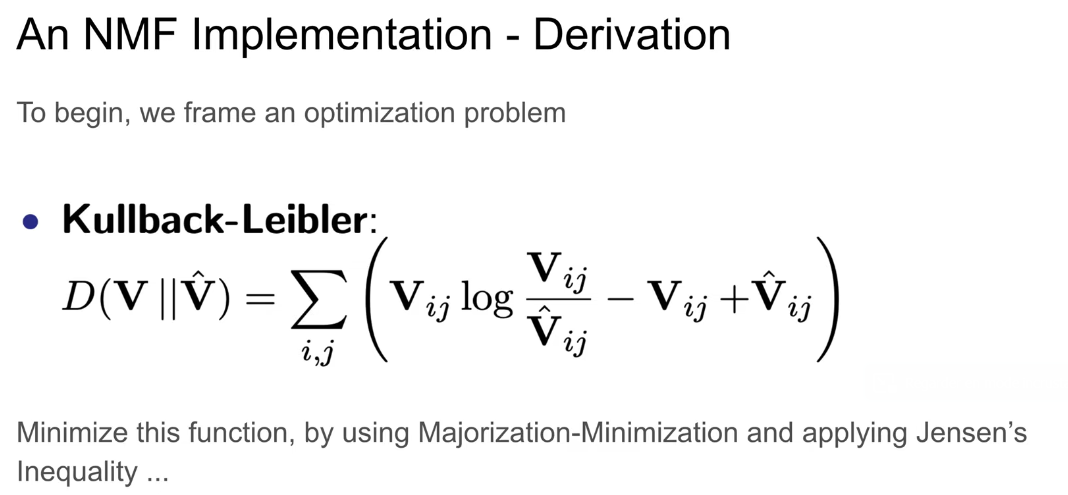 An NMF Implementation - Derivation
To begin, we frame an optimization problem
• Kullback-Leibler:
D(V || V̂) = ∑_{i,j} ( V_{ij} log \frac{V_{ij}}{V̂_{ij}} − V_{ij} + V̂_{ij} )
Minimize this function, by using Majorization-Minimization and applying Jensen’s
Inequality ...